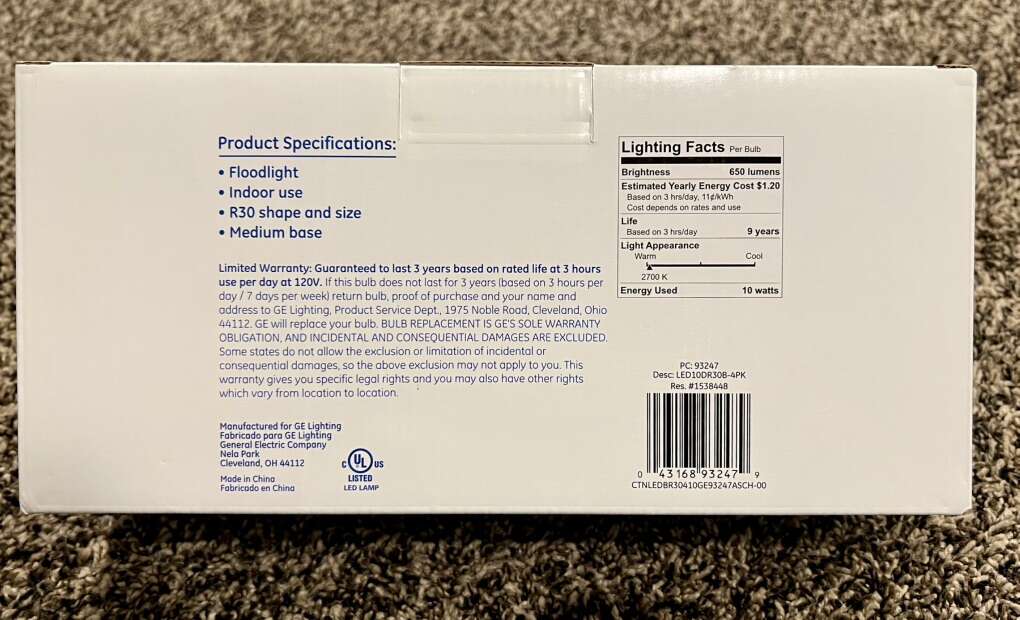 Product Specifications:
• Floodlight
• Indoor use
• R30 shape and size
• Medium base
Limited Warranty: Guaranteed to last 3 years based on rated life at 3 hours
use per day at 120V. If this bulb does not last for 3 years (based on 3 hours per
day / 7 days per week) return bulb, proof of purchase and your name and
address to GE Lighting, Product Service Dept., 1975 Noble Road, Cleveland, Ohio
44112. GE will replace your bulb. BULB REPLACEMENT IS GE'S SOLE WARRANTY
OBLIGATION, AND INCIDENTAL AND CONSEQUENTIAL DAMAGES ARE EXCLUDED.
Some states do not allow the exclusion or limitation of incidental or
consequential damages, so the above exclusion may not apply to you. This
warranty gives you specific legal rights and you may also have other rights
which vary from location to location.
Manufactured for GE Lighting
Fabricado para GE Lighting
General Electric Company
Nela Park
Cleveland, OH 44112
Made in China
Fabricado en China
C UL US
LISTED
LED LAMP
Lighting Facts Per Bulb
Brightness 650 lumens
Estimated Yearly Energy Cost $1.20
Based on 3 hrs/day, 11¢/kWh
Cost depends on rates and use
Life
Based on 3 hrs/day 9 years
Light Appearance
Warm Cool
2700 K
Energy Used 10 watts
PC: 93247
Desc: LED10DR30B-4PK
Res. #1538448
0 43168 93247 9
CTNLEDBR30410GE93247ASCH-00